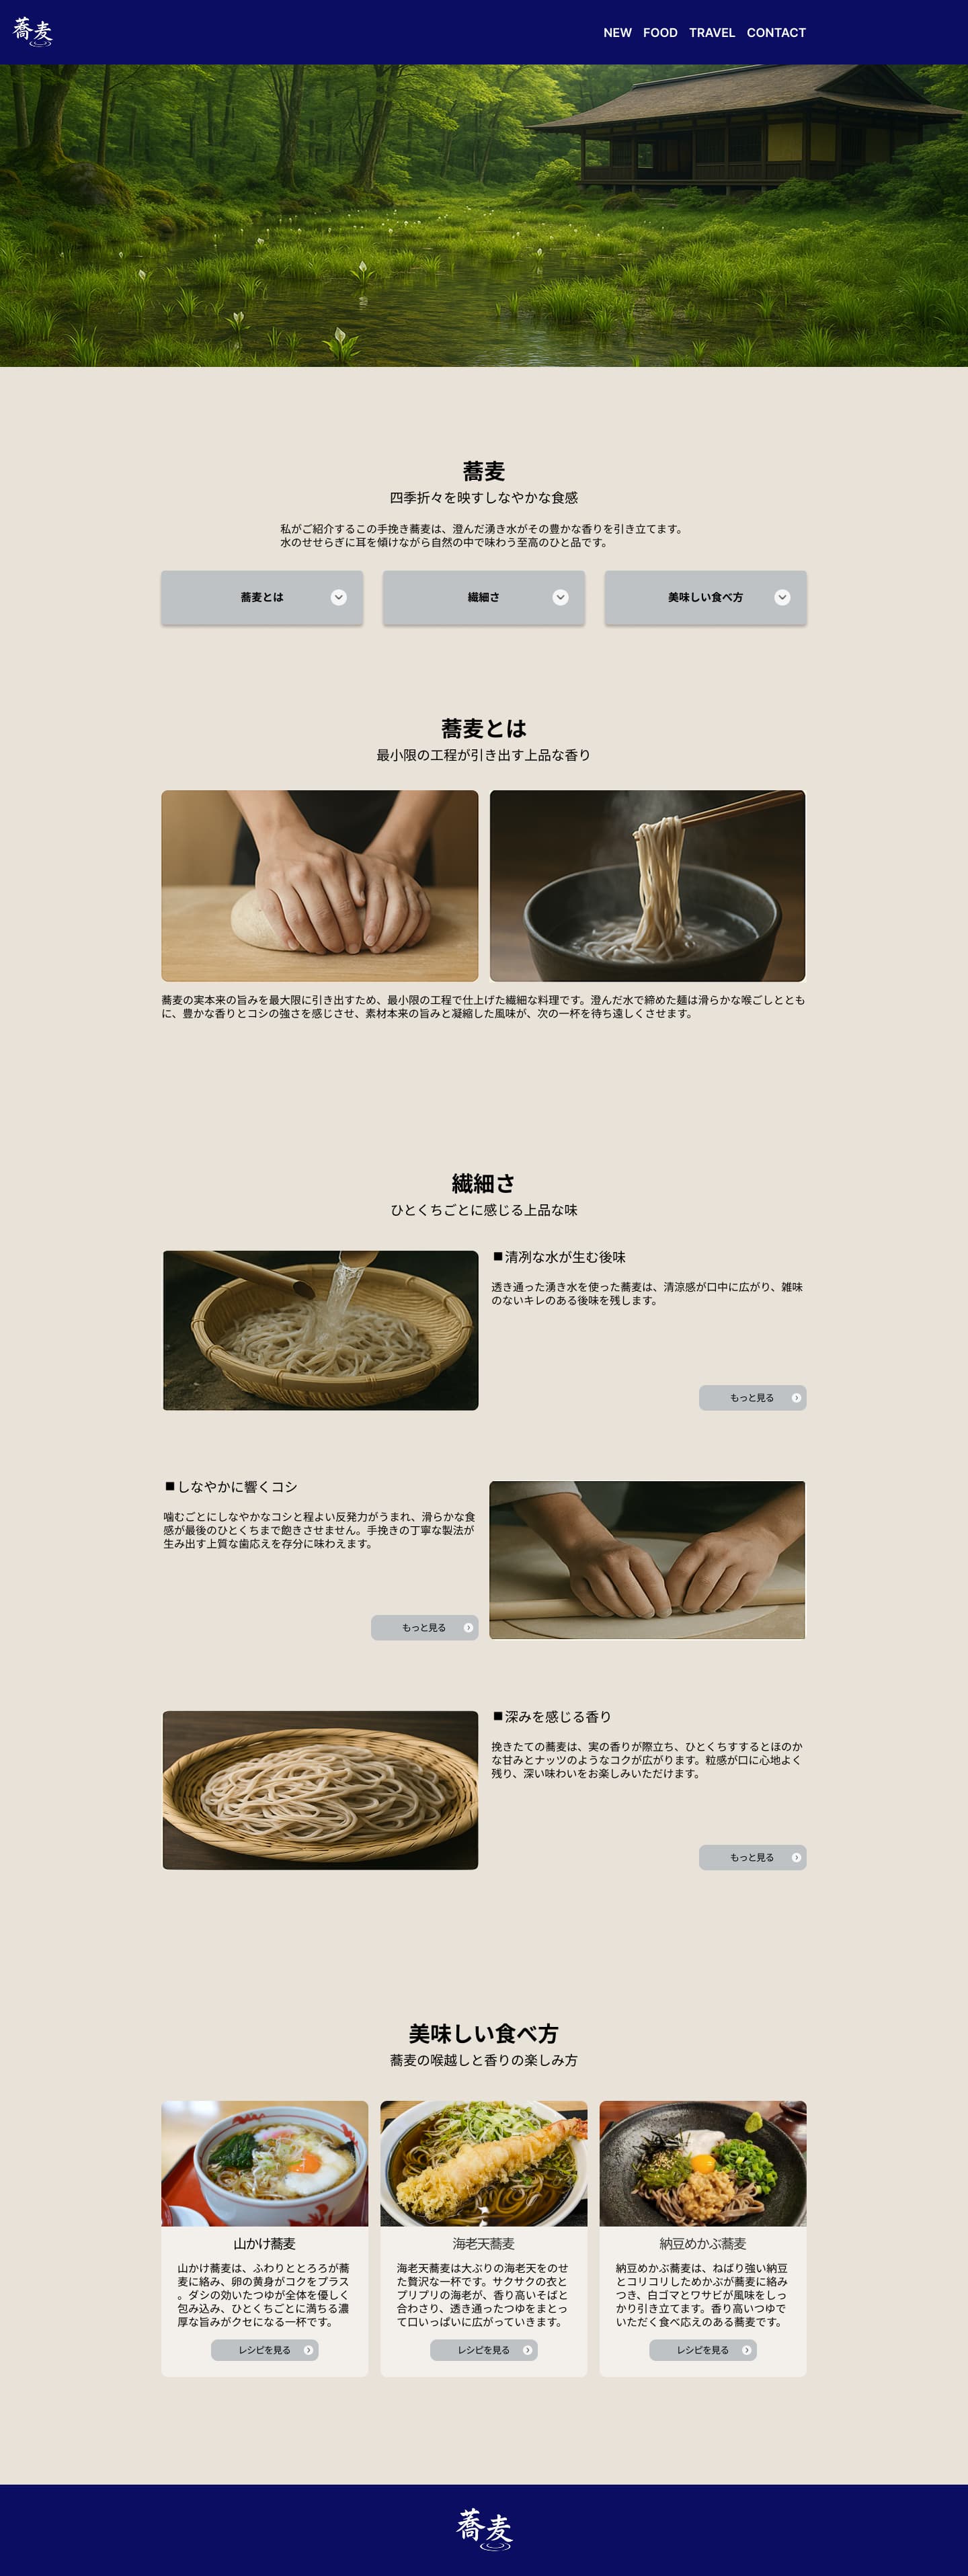 蕎麦
NEW FOOD TRAVEL CONTACT
蕎麦
四季折々を映すしなやかな食感
私がご紹介するこの手挽き蕎麦は、澄んだ湧き水がその豊かな香りを引き立てます。
水のせせらぎに耳を傾けながら自然の中で味わう至高のひと品です。
蕎麦とは
繊細さ
美味しい食べ方
蕎麦とは
最小限の工程が引き出す上品な香り
蕎麦の実本来の旨みを最大限に引き出すため、最小限の工程で仕上げた繊細な料理です。澄んだ水で締めた麺は滑らかな喉ごしととも
に、豊かな香りとコシの強さを感じさせ、素材本来の旨みと凝縮した風味が、次の一杯を待ち遠しくさせます。
繊細さ
ひとくちごとに感じる上品な味
■清冽な水が生む後味
透き通った湧き水を使った蕎麦は、清涼感が口中に広がり、雑味
のないキレのある後味を残します。
もっと見る
■しなやかに響くコシ
噛むごとにしなやかなコシと程よい反発力がうまれ、滑らかな食
感が最後のひとくちまで飽きさせません。手挽きの丁寧な製法が
生み出す上質な歯応えを存分に味わえます。
もっと見る
■深みを感じる香り
挽きたての蕎麦は、実の香りが際立ち、ひとくちすするとほのか
な甘みとナッツのようなコクが広がります。粒感が口に心地よく
残り、深い味わいをお楽しみいただけます。
もっと見る
美味しい食べ方
蕎麦の喉越しと香りの楽しみ方
山かけ蕎麦
山かけ蕎麦は、ふわりととろろが蕎
麦に絡み、卵の黄身がコクをプラス
。ダシの効いたつゆが全体を優しく
包み込み、ひとくちごとに満ちる濃
厚な旨みがクセになる一杯です。
レシピを見る
海老天蕎麦
海老天蕎麦は大ぶりの海老天をのせ
た贅沢な一杯です。サクサクの衣と
プリプリの海老が、香り高いそばと
合わさり、透き通ったつゆをまとっ
て口いっぱいに広がっていきます。
レシピを見る
納豆めかぶ蕎麦
納豆めかぶ蕎麦は、ねばり強い納豆
とコリコリしためかぶが蕎麦に絡み
つき、白ゴマとワサビが風味をしっ
かり引き立てます。香り高いつゆで
いただく食べ応えのある蕎麦です。
レシピを見る
蕎麦